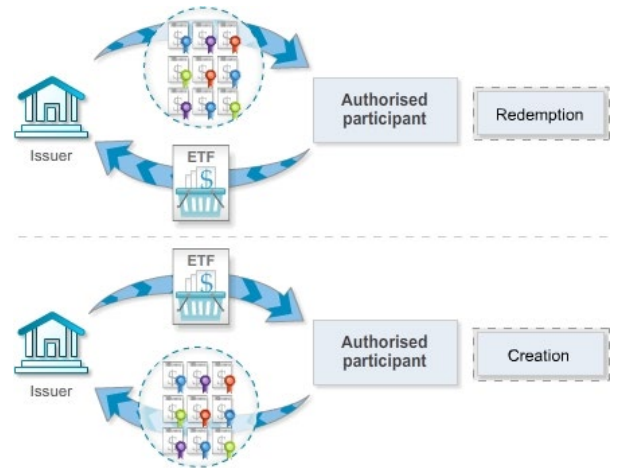 Authorised
participant
Redemption
Issuer
ETF
$
ETF
$
Authorised
participant
Creation
Issuer